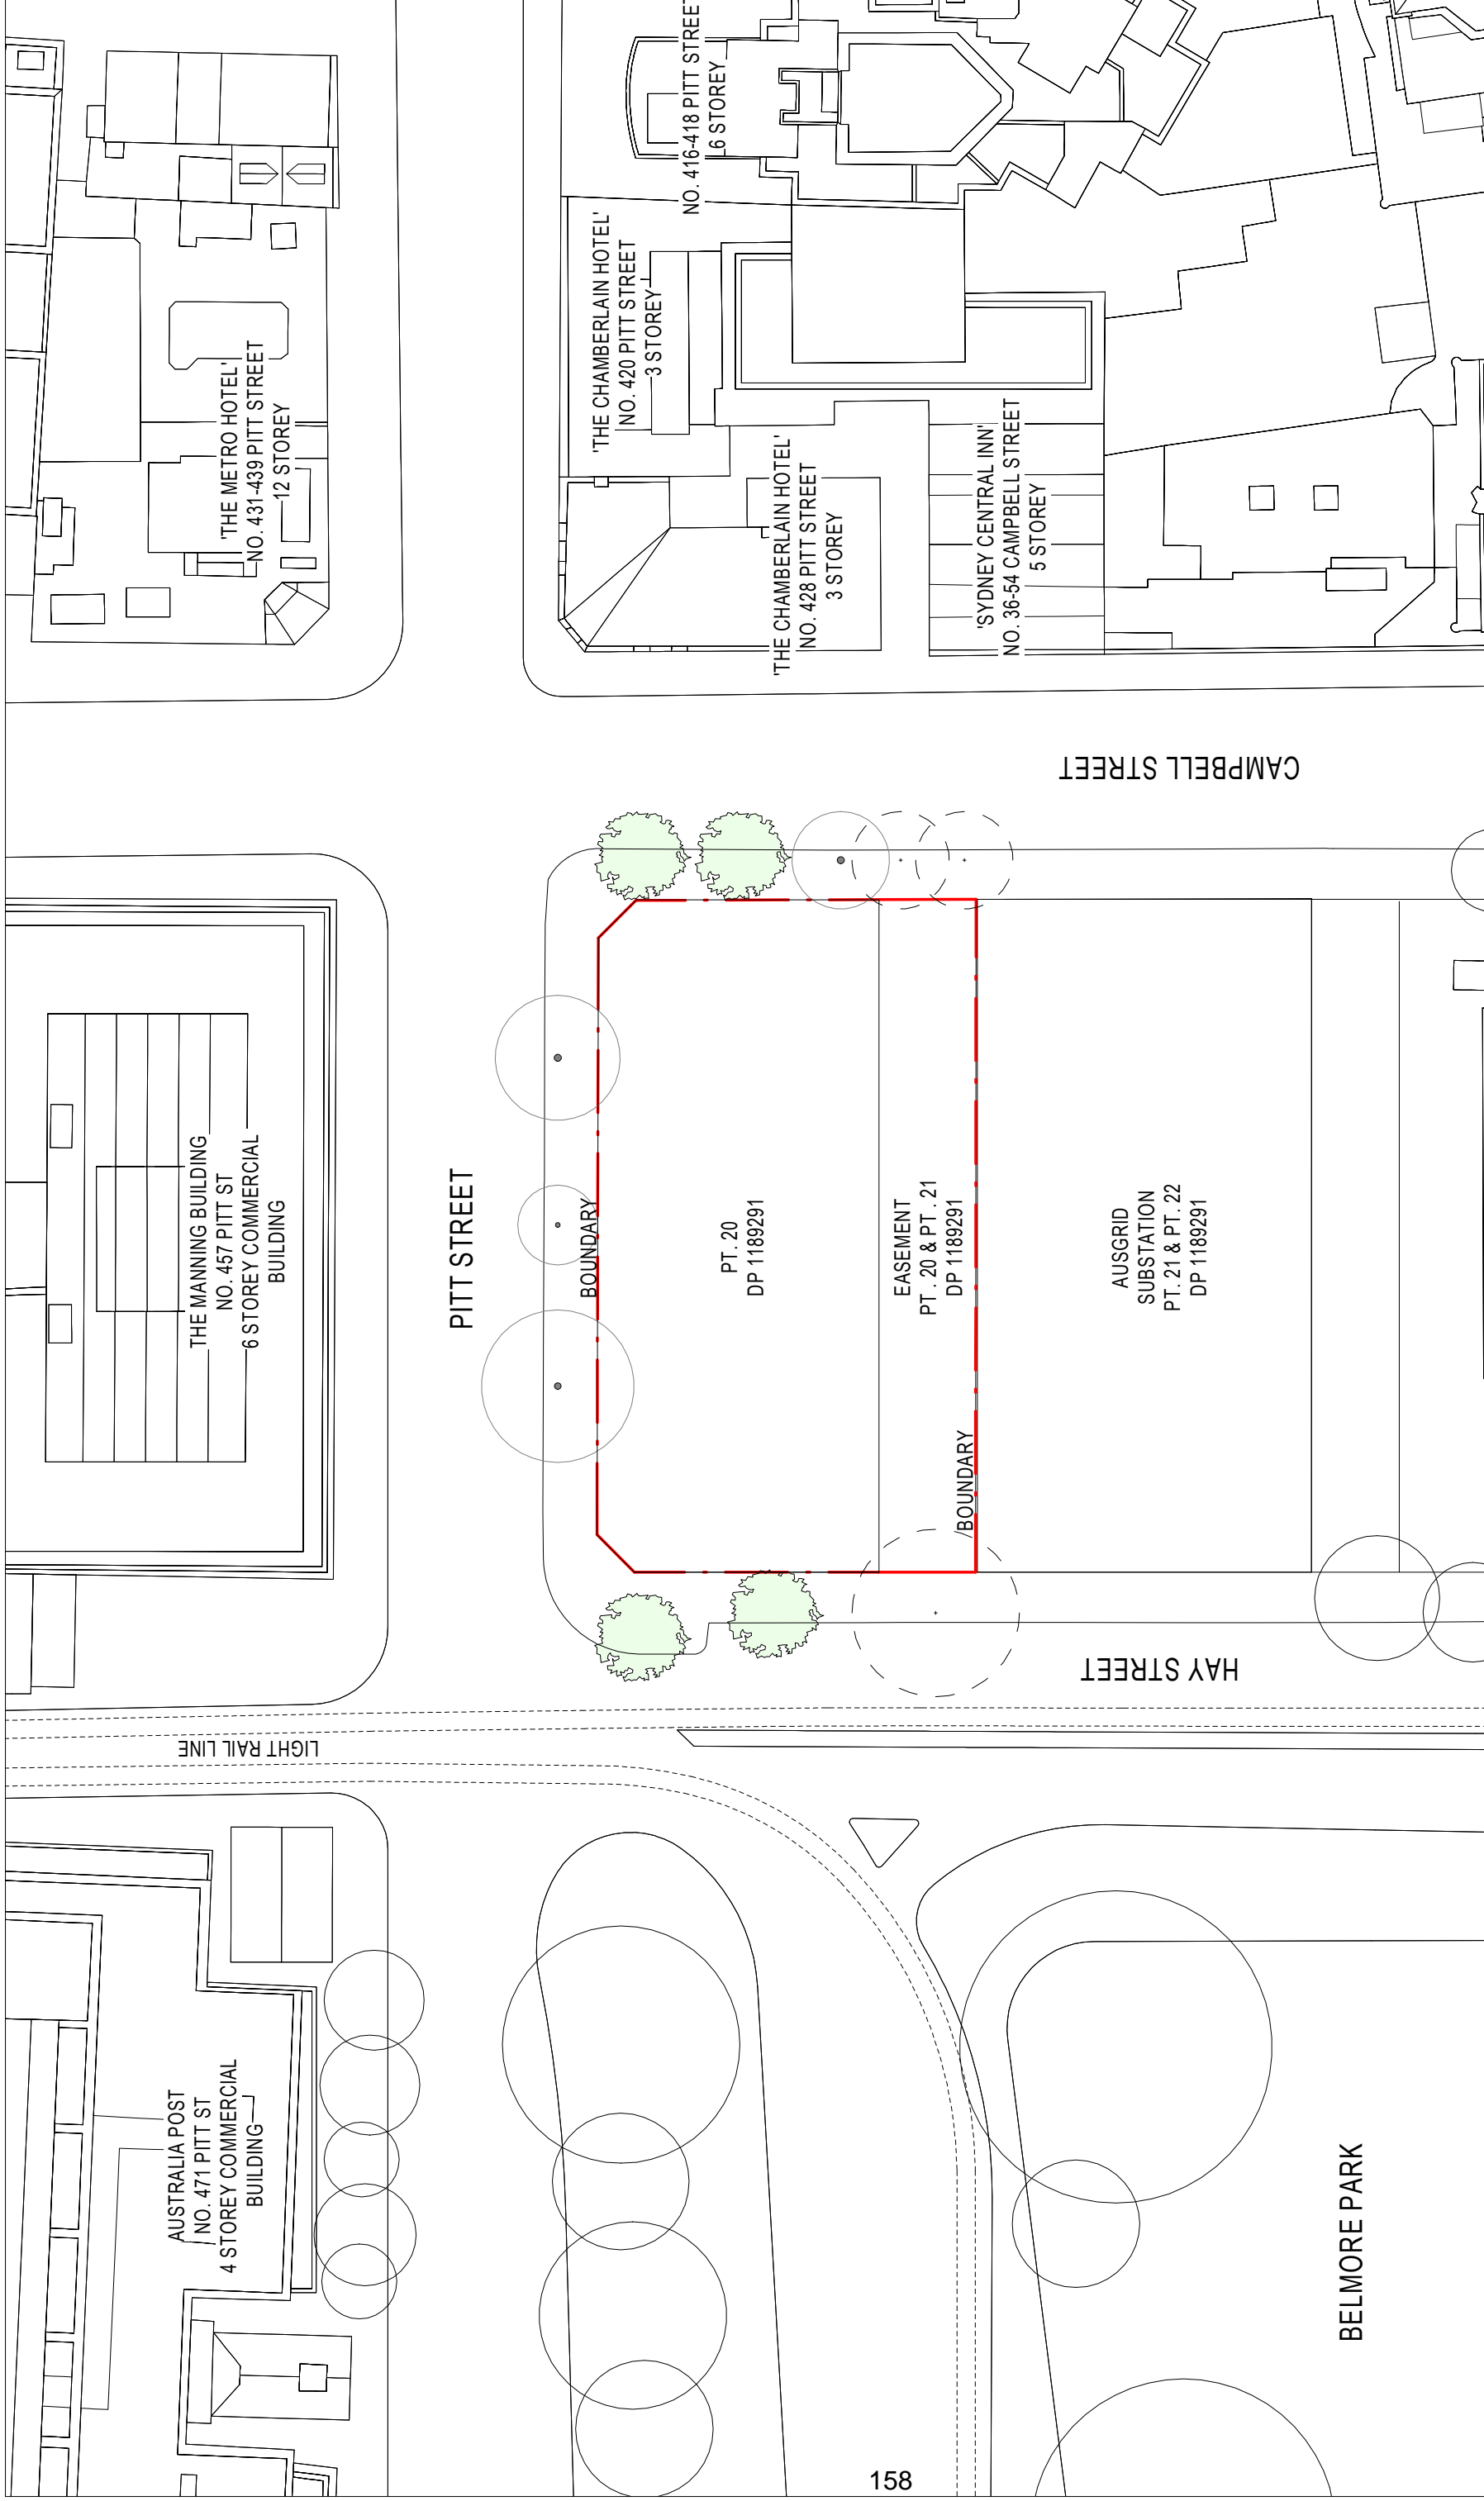 'THE METRO HOTEL'
NO. 431-439 PITT STREET
12 STOREY
NO. 416-418 PITT STREET
6 STOREY
'THE CHAMBERLAIN HOTEL'
NO. 420 PITT STREET
3 STOREY
'THE CHAMBERLAIN HOTEL'
NO. 428 PITT STREET
3 STOREY
'SYDNEY CENTRAL INN'
NO. 36-54 CAMPBELL STREET
5 STOREY
CAMPBELL STREET
THE MANNING BUILDING
NO. 457 PITT ST
6 STOREY COMMERCIAL
BUILDING
PITT STREET
BOUNDARY
PT. 20
DP 1189291
EASEMENT
PT . 20 & PT . 21
DP 1189291
BOUNDARY
AUSGRID
SUBSTATION
PT. 21 & PT. 22
DP 1189291
HAY STREET
LIGHT RAIL LINE
AUSTRALIA POST
NO. 471 PITT ST
4 STOREY COMMERCIAL
BUILDING
BELMORE PARK
158